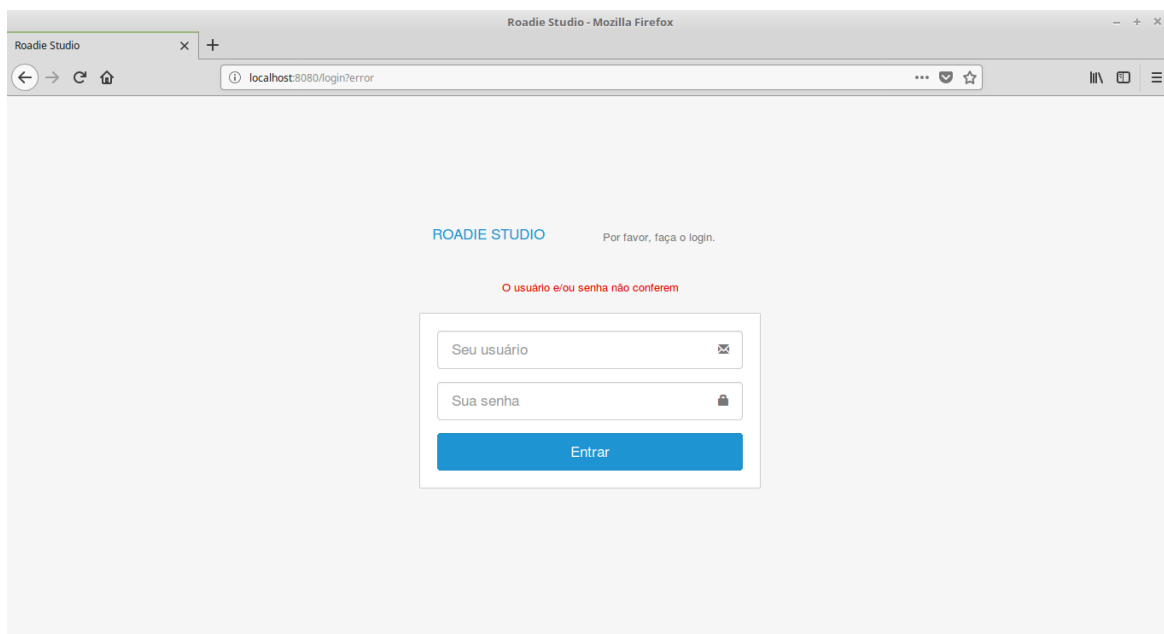 Roadie Studio - Mozilla Firefox
Roadie Studio
localhost:8080/login?error
ROADIE STUDIO Por favor, faça o login.
O usuário e/ou senha não conferem
Seu usuário
Sua senha
Entrar